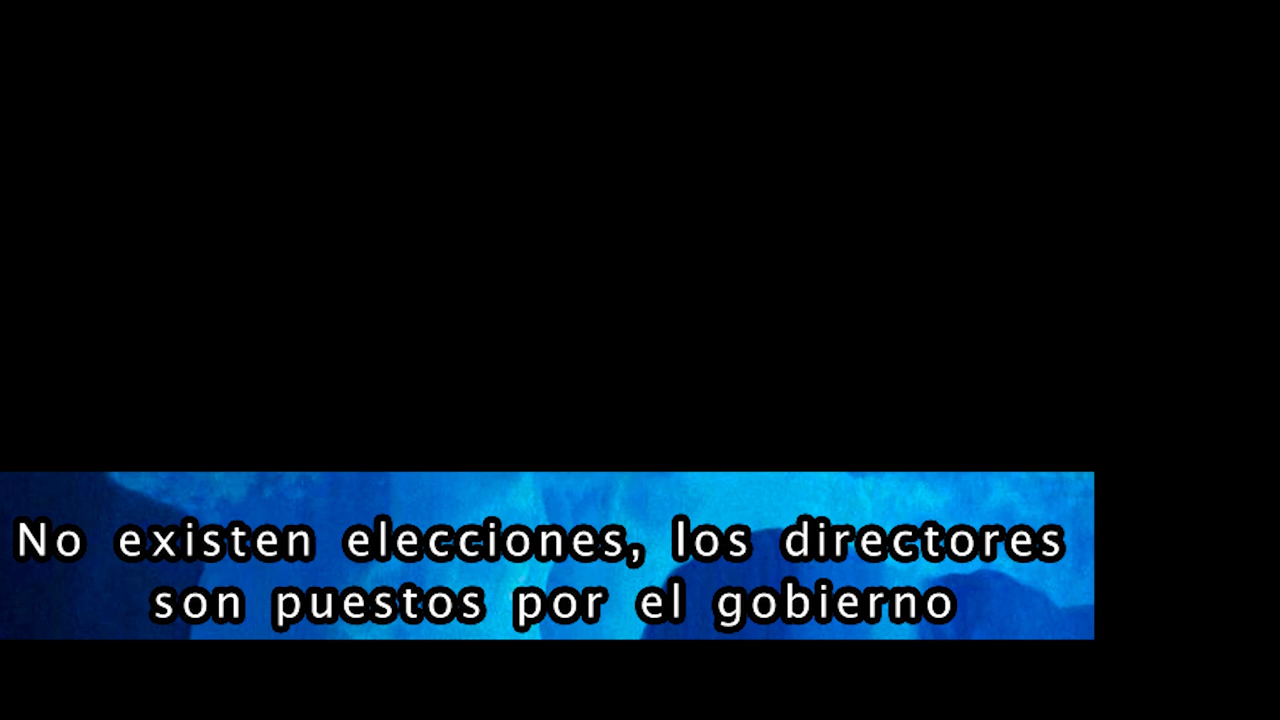 No existen elecciones, los directores
son puestos por el gobierno